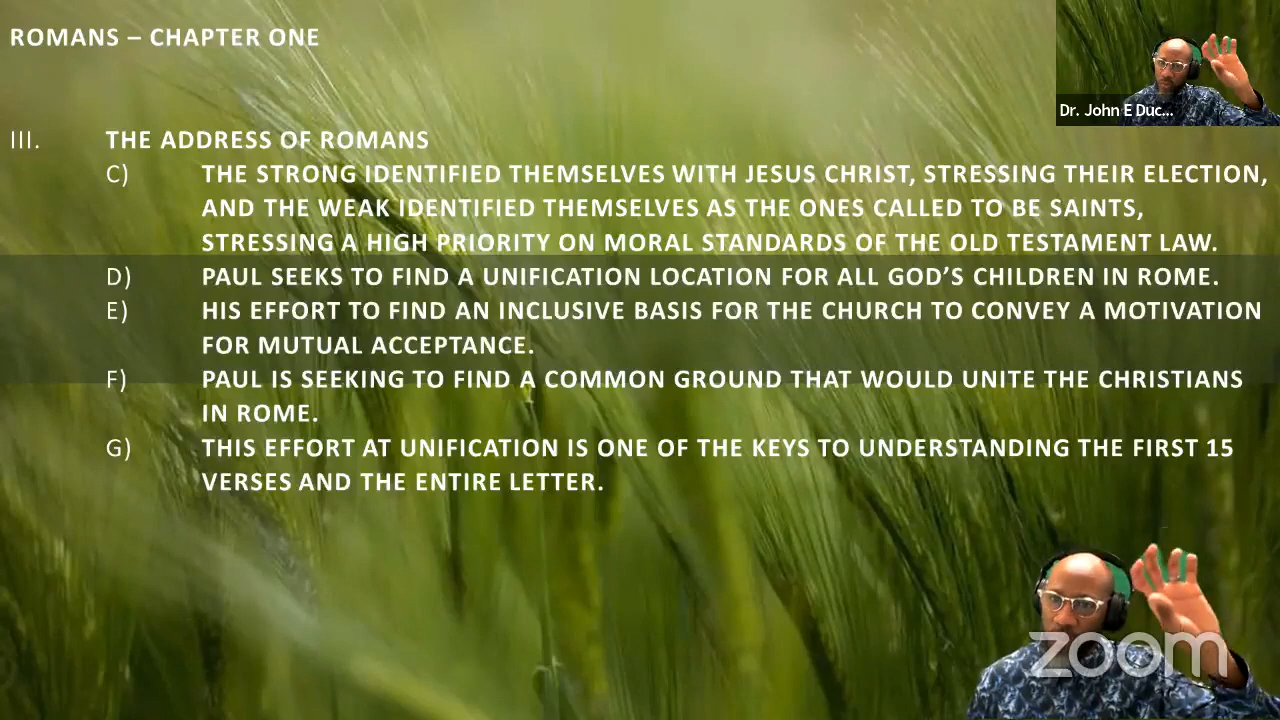 ROMANS – CHAPTER ONE
Dr. John E Duc...
III. THE ADDRESS OF ROMANS
C) THE STRONG IDENTIFIED THEMSELVES WITH JESUS CHRIST, STRESSING THEIR ELECTION,
AND THE WEAK IDENTIFIED THEMSELVES AS THE ONES CALLED TO BE SAINTS,
STRESSING A HIGH PRIORITY ON MORAL STANDARDS OF THE OLD TESTAMENT LAW.
D) PAUL SEEKS TO FIND A UNIFICATION LOCATION FOR ALL GOD’S CHILDREN IN ROME.
E) HIS EFFORT TO FIND AN INCLUSIVE BASIS FOR THE CHURCH TO CONVEY A MOTIVATION
FOR MUTUAL ACCEPTANCE.
F) PAUL IS SEEKING TO FIND A COMMON GROUND THAT WOULD UNITE THE CHRISTIANS
IN ROME.
G) THIS EFFORT AT UNIFICATION IS ONE OF THE KEYS TO UNDERSTANDING THE FIRST 15
VERSES AND THE ENTIRE LETTER.
zoom